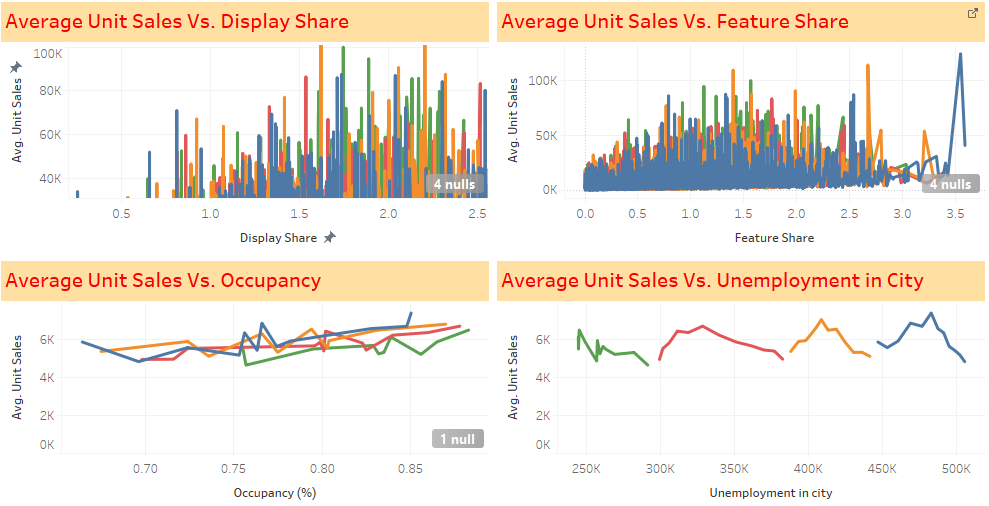 Average Unit Sales Vs. Display Share
Avg. Unit Sales
100K
80K
60K
40K
4 nulls
0.5 1.0 1.5 2.0 2.5
Display Share
Average Unit Sales Vs. Feature Share
Avg. Unit Sales
100K
50K
0K
4 nulls
0.0 0.5 1.0 1.5 2.0 2.5 3.0 3.5
Feature Share
Average Unit Sales Vs. Occupancy
Avg. Unit Sales
6K
4K
2K
0K
1 null
0.70 0.75 0.80 0.85
Occupancy (%)
Average Unit Sales Vs. Unemployment in City
Avg. Unit Sales
6K
4K
2K
0K
250K 300K 350K 400K 450K 500K
Unemployment in city